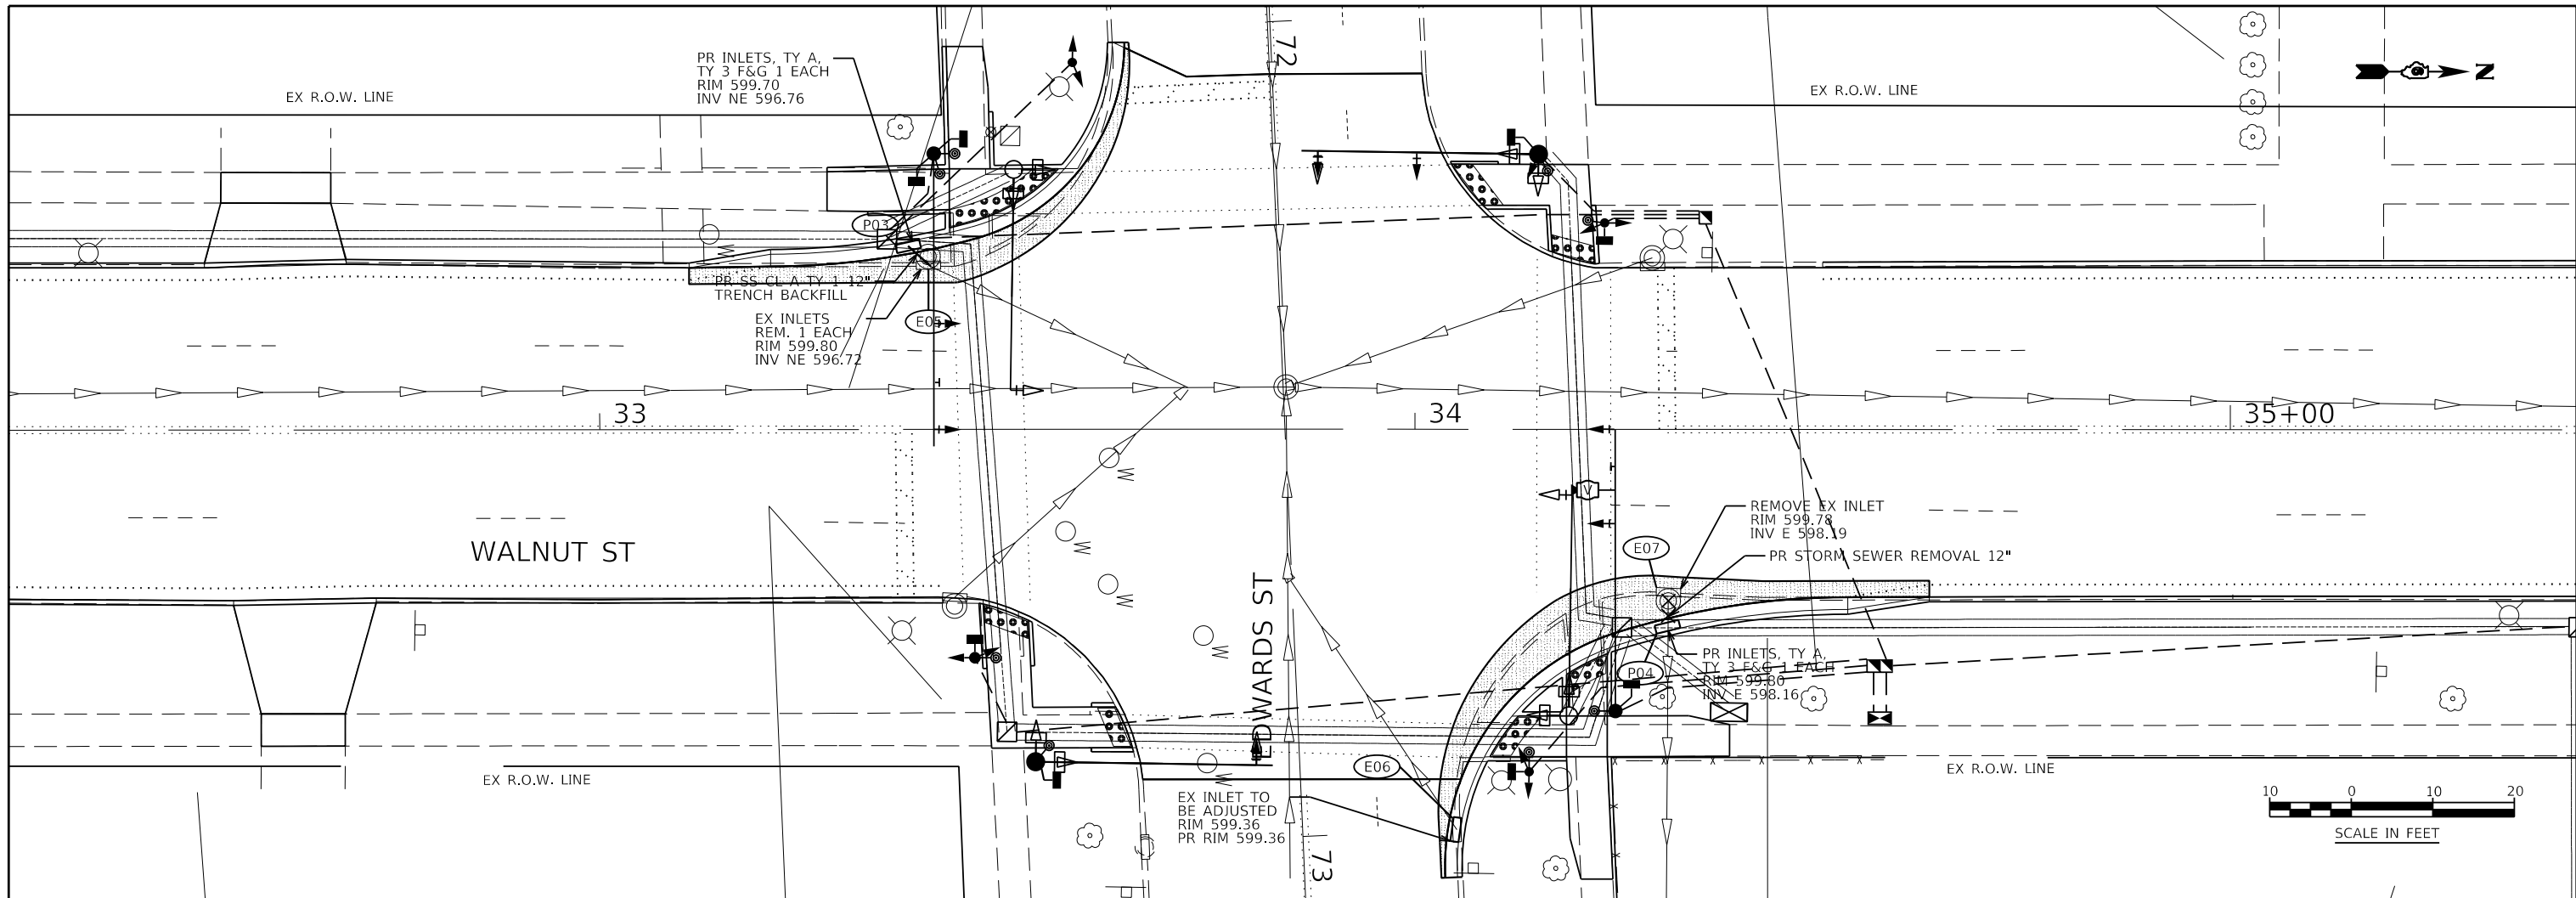 PR INLETS, TY A,
TY 3 F&G 1 EACH
RIM 599.70
INV NE 596.76
EX R.O.W. LINE
72
EX R.O.W. LINE
N
P03
PR SS CL A TY 1 12"
TRENCH BACKFILL
EX INLETS
REM. 1 EACH
RIM 599.80
INV NE 596.72
E05
33
34
35+00
WALNUT ST
EDWARDS ST
V
REMOVE EX INLET
RIM 599.78
INV E 598.19
E07
PR STORM SEWER REMOVAL 12"
PR INLETS, TY A,
TY 3 F&G 1 EACH
RIM 599.80
INV E 598.16
P04
W
W
W
W
W
W
E06
EX R.O.W. LINE
EX R.O.W. LINE
EX INLET TO
BE ADJUSTED
RIM 599.36
PR RIM 599.36
73
10 0 10 20
SCALE IN FEET